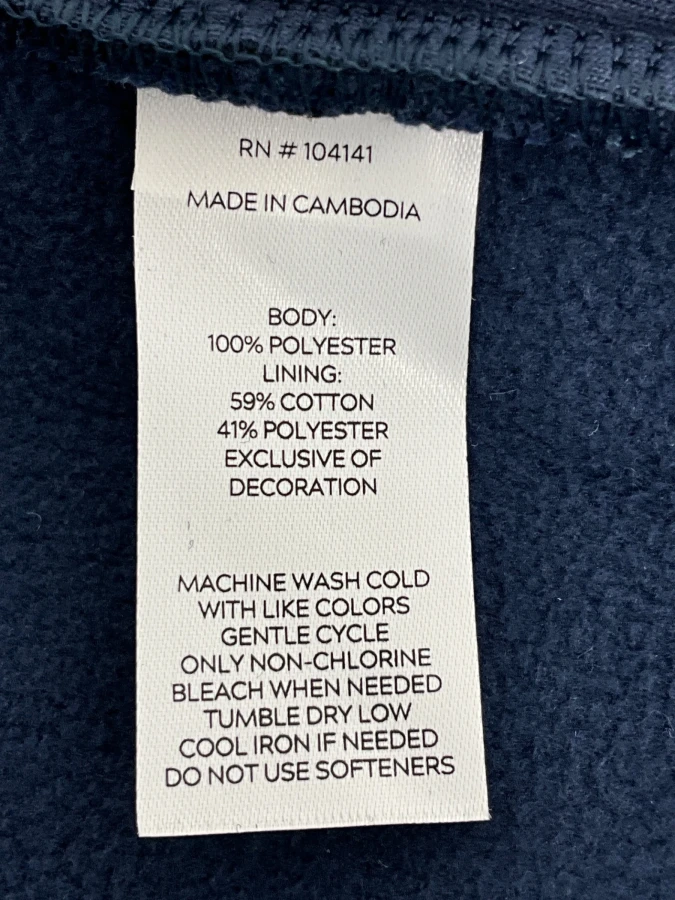 RN # 104141
MADE IN CAMBODIA
BODY:
100% POLYESTER
LINING:
59% COTTON
41% POLYESTER
EXCLUSIVE OF
DECORATION
MACHINE WASH COLD
WITH LIKE COLORS
GENTLE CYCLE
ONLY NON-CHLORINE
BLEACH WHEN NEEDED
TUMBLE DRY LOW
COOL IRON IF NEEDED
DO NOT USE SOFTENERS